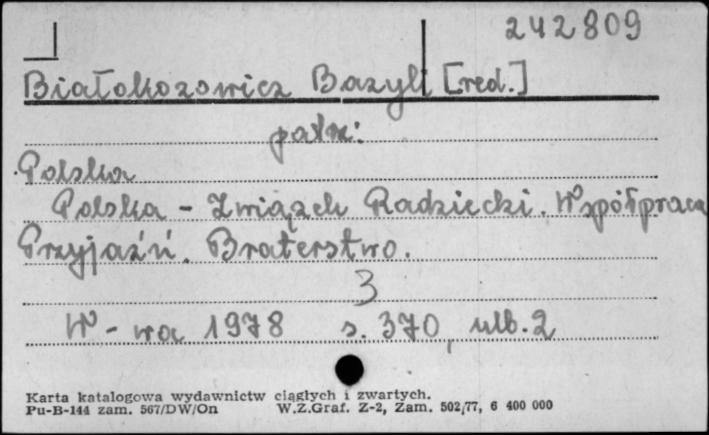 242809
Białokozowicz Bazyli [red.]
patrz:
Polska
Polska - Związek Radziecki. Współpraca
Przyjaźń. Braterstwo.
3
W-wa 1978 s. 370, nlb. 2
Karta katalogowa wydawnictw ciągłych i zwartych.
Pu-B-144 zam. 567/DW/On W.Z.Graf. Z-2, Zam. 502/77, 6 400 000